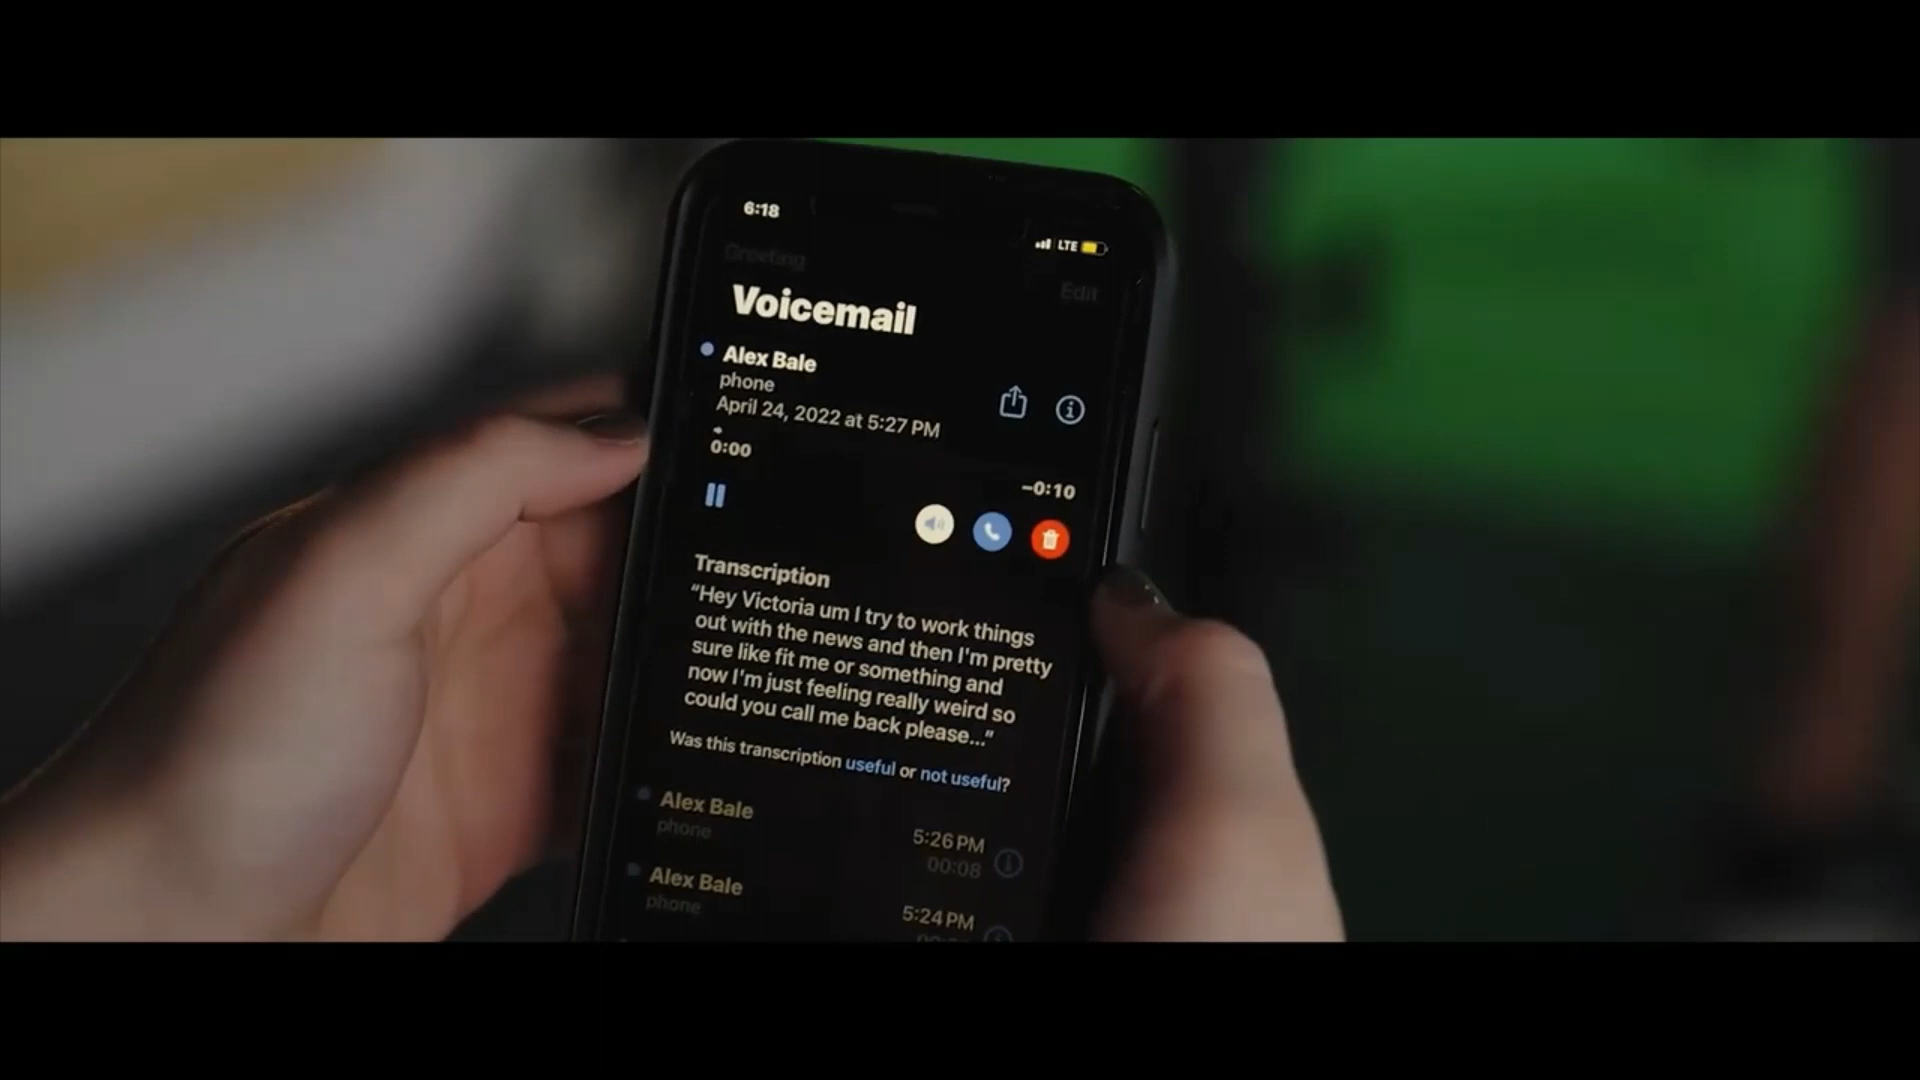 6:18
LTE
Greeting
Edit
Voicemail
Alex Bale
phone
April 24, 2022 at 5:27 PM
0:00
−0:10
Transcription
“Hey Victoria um I try to work things
out with the news and then I'm pretty
sure like fit me or something and
now I'm just feeling really weird so
could you call me back please...”
Was this transcription useful or not useful?
Alex Bale
phone
5:26 PM
00:08
Alex Bale
phone
5:24 PM